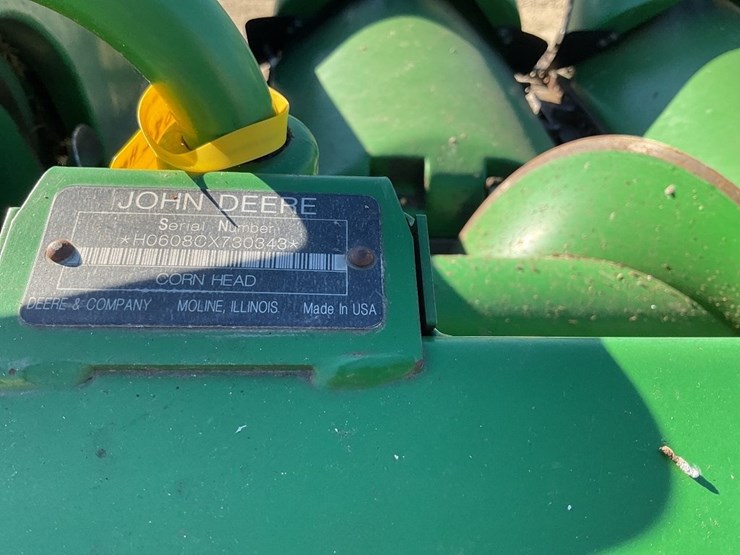 JOHN DEERE
Serial Number
*H0608CX730343*
CORN HEAD
DEERE & COMPANY MOLINE, ILLINOIS. Made In USA